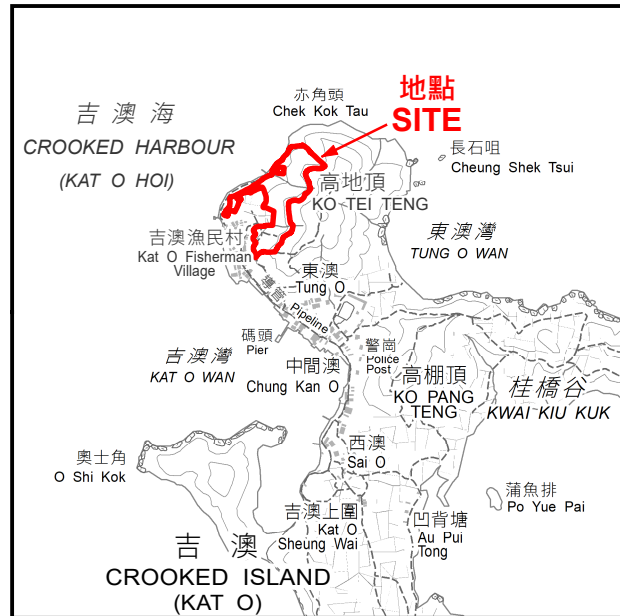 赤角頭
Chek Kok Tau
地點
SITE
吉澳海
CROOKED HARBOUR
(KAT O HOI)
長石咀
Cheung Shek Tsui
高地頂
KO TEI TENG
吉澳漁民村
Kat O Fisherman
Village
東澳灣
TUNG O WAN
東澳
Tung O
導管
Pipeline
碼頭
Pier
吉澳灣
KAT O WAN
中間澳
Chung Kan O
警崗
Police
Post
高棚頂
KO PANG
TENG
桂橋谷
KWAI KIU KUK
奧士角
O Shi Kok
西澳
Sai O
蒲魚排
Po Yue Pai
吉澳上圍
Kat O
Sheung Wai
凹背塘
Au Pui
Tong
吉澳
CROOKED ISLAND
(KAT O)